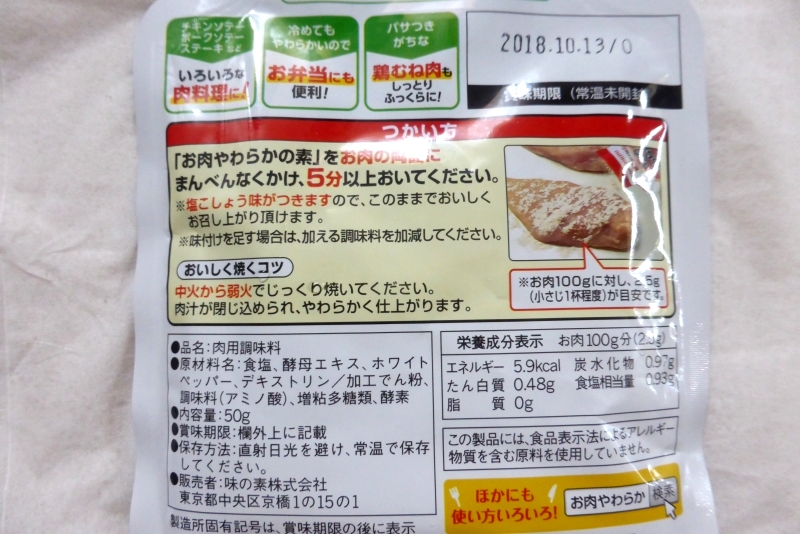 チキンソテー
ポークソテー
ステーキなど
いろいろな
肉料理に!
冷めても
やわらかいので
お弁当にも
便利!
パサつき
がちな
鶏むね肉も
しっとり
ふっくらに!
2018.10.13/0
賞味期限(常温未開封)
つかい方
「お肉やわらかの素」をお肉の両面に
まんべんなくかけ、5分以上おいてください。
※塩こしょう味がつきますので、このままでおいしく
お召し上がり頂けます。
※味付けを足す場合は、加える調味料を加減してください。
おいしく焼くコツ
中火から弱火でじっくり焼いてください。
肉汁が閉じ込められ、やわらかく仕上がります。
※お肉100gに対し、2.5g
(小さじ1杯程度)が目安です。
●品名:肉用調味料
●原材料名:食塩、酵母エキス、ホワイト
ペッパー、デキストリン/加工でん粉、
調味料(アミノ酸)、増粘多糖類、酵素
●内容量:50g
●賞味期限:欄外上に記載
●保存方法:直射日光を避け、常温で保存
してください。
●販売者:味の素株式会社
東京都中央区京橋1の15の1
製造所固有記号は、賞味期限の後に表示
栄養成分表示 お肉100g分(2.5g)
エネルギー 5.9kcal 炭水化物 0.97g
たん白質 0.48g 食塩相当量 0.93g
脂質 0g
この製品には、食品表示法によるアレルギー
物質を含む原料を使用していません。
ほかにも
使い方いろいろ!
お肉やわらか 検索